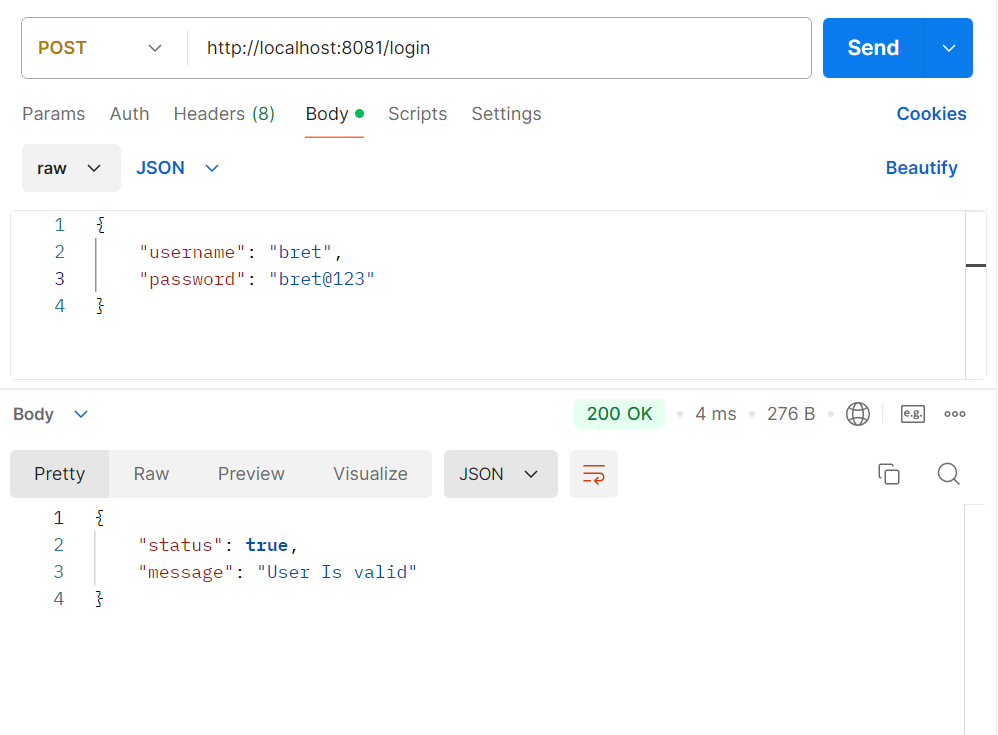 POST http://localhost:8081/login Send
Params Auth Headers (8) Body Scripts Settings Cookies
raw JSON Beautify
1 {
2 "username": "bret",
3 "password": "bret@123"
4 }
Body 200 OK 4 ms 276 B e.g.
Pretty Raw Preview Visualize JSON
1 {
2 "status": true,
3 "message": "User Is valid"
4 }